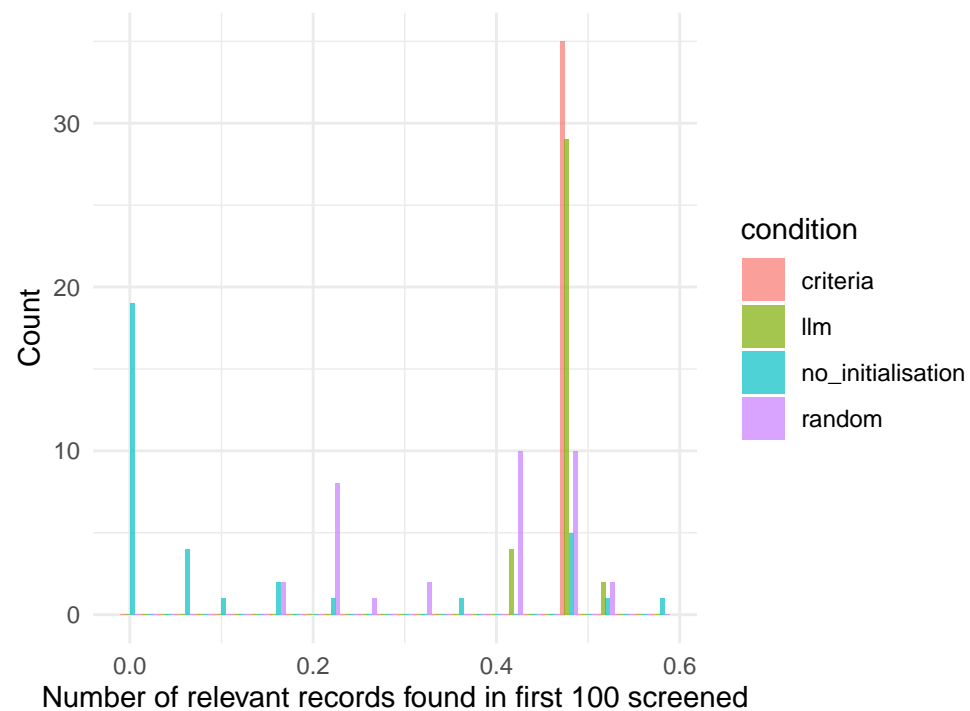 30
20
10
0
Count
0.0 0.2 0.4 0.6
Number of relevant records found in first 100 screened
condition
criteria
llm
no_initialisation
random